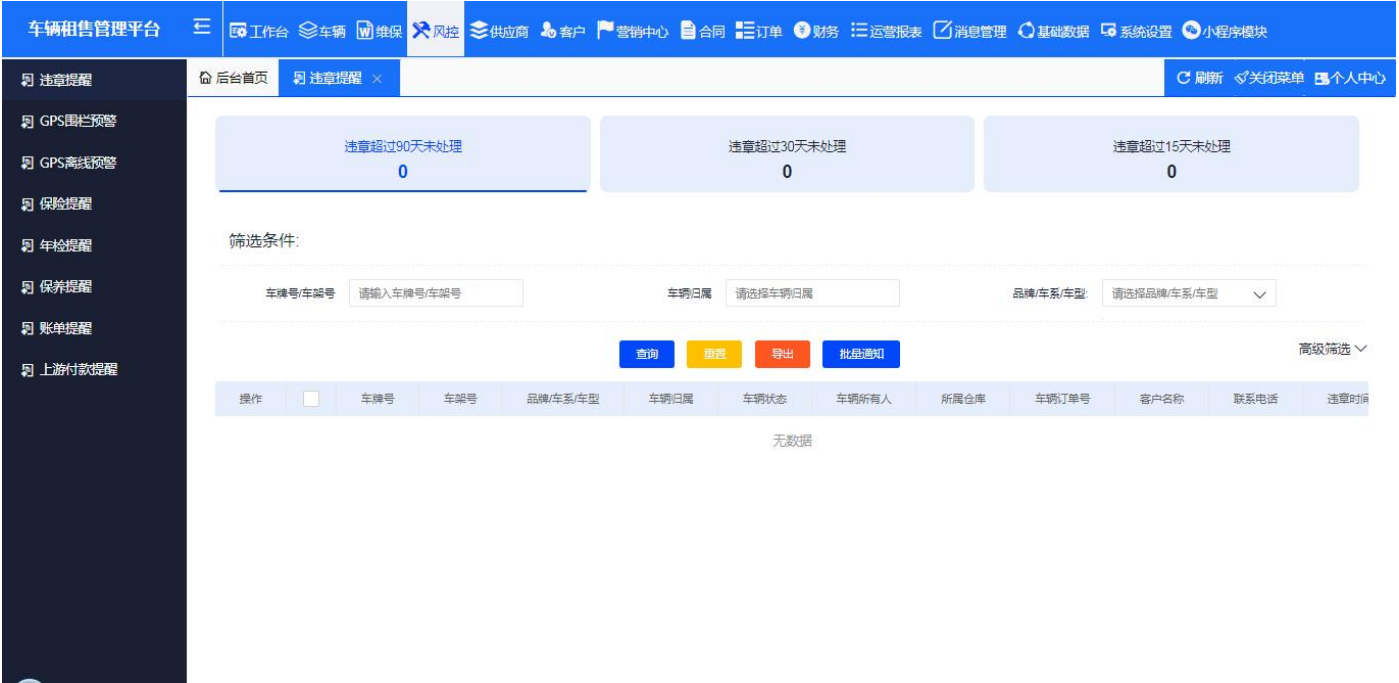 车辆租售管理平台 工作台 车辆 维保 风控 供应商 客户 营销中心 合同 订单 财务 运营报表 消息管理 基础数据 系统设置 小程序模块
违章提醒 后台首页 违章提醒 × 刷新 关闭菜单 个人中心
GPS围栏预警
GPS离线预警
保险提醒
年检提醒
保养提醒
账单提醒
上游付款提醒
违章超过90天未处理 违章超过30天未处理 违章超过15天未处理
0 0 0
筛选条件:
车牌号/车架号 请输入车牌号/车架号 车辆归属 请选择车辆归属 品牌/车系/车型: 请选择品牌/车系/车型
查询 重置 导出 批量通知 高级筛选
操作 车牌号 车架号 品牌/车系/车型 车辆归属 车辆状态 车辆所有人 所属仓库 车辆订单号 客户名称 联系电话 违章时间
无数据